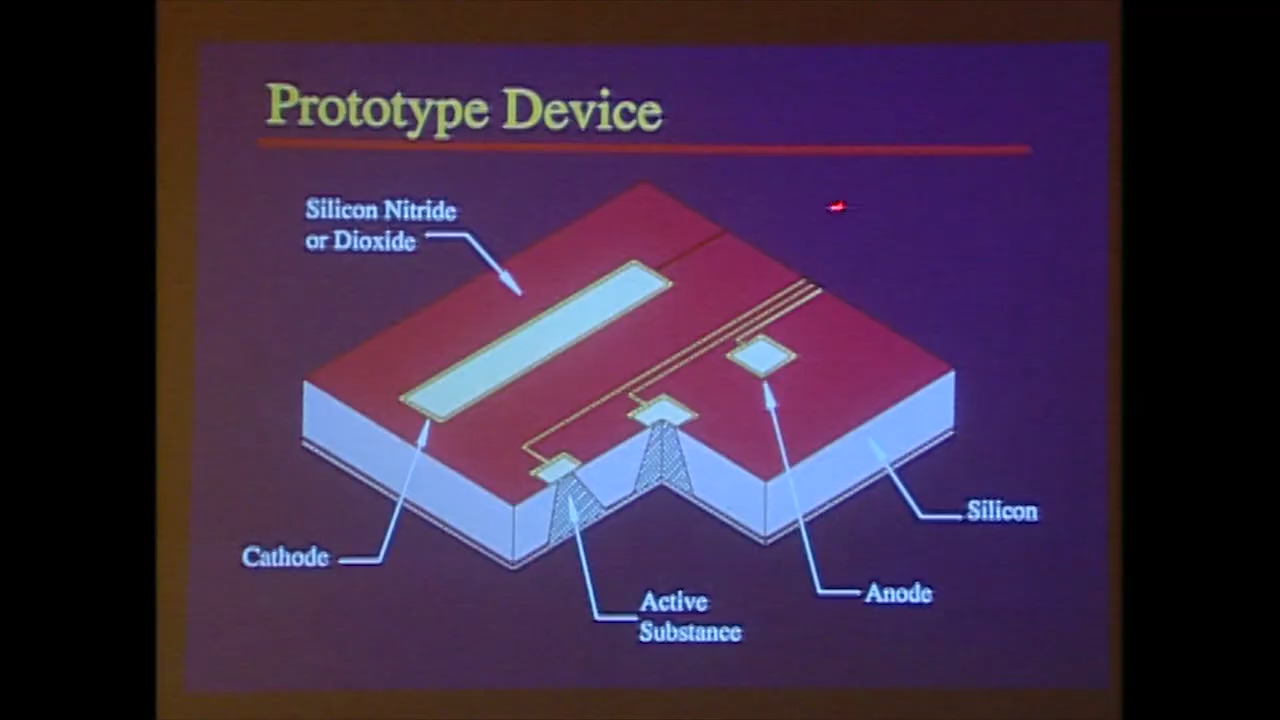 Prototype Device
Silicon Nitride
or Dioxide
Silicon
Cathode
Anode
Active
Substance